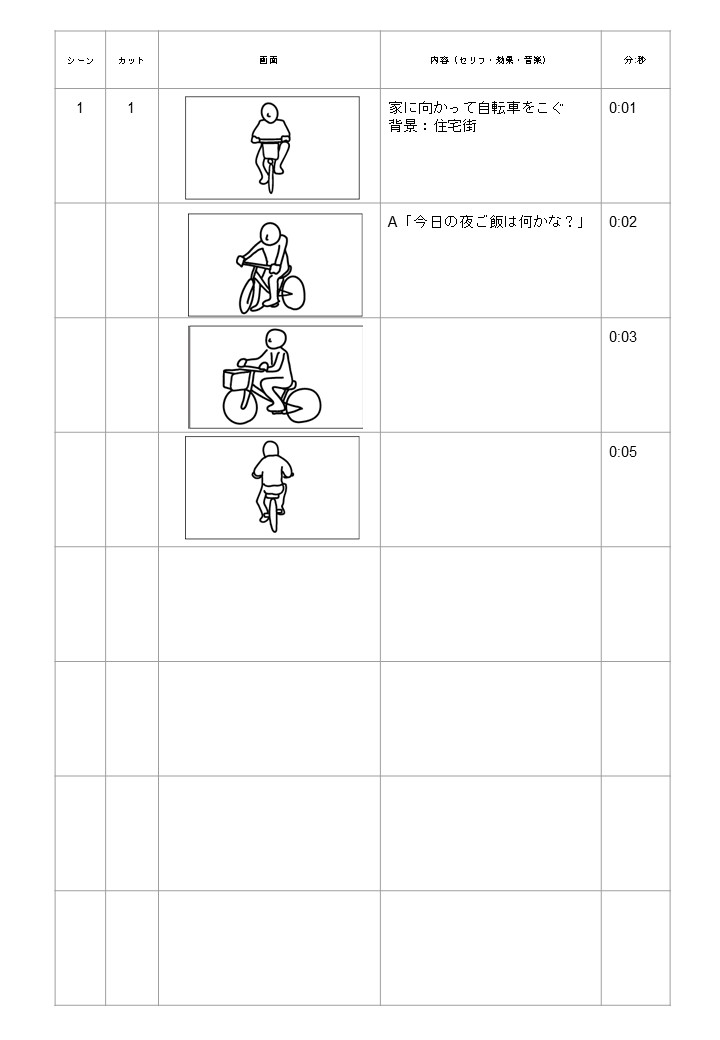 シーン カット 画面 内容（セリフ・効果・音楽） 分:秒
1 1 家に向かって自転車をこぐ 0:01
背景：住宅街
A「今日の夜ご飯は何かな？」 0:02
0:03
0:05